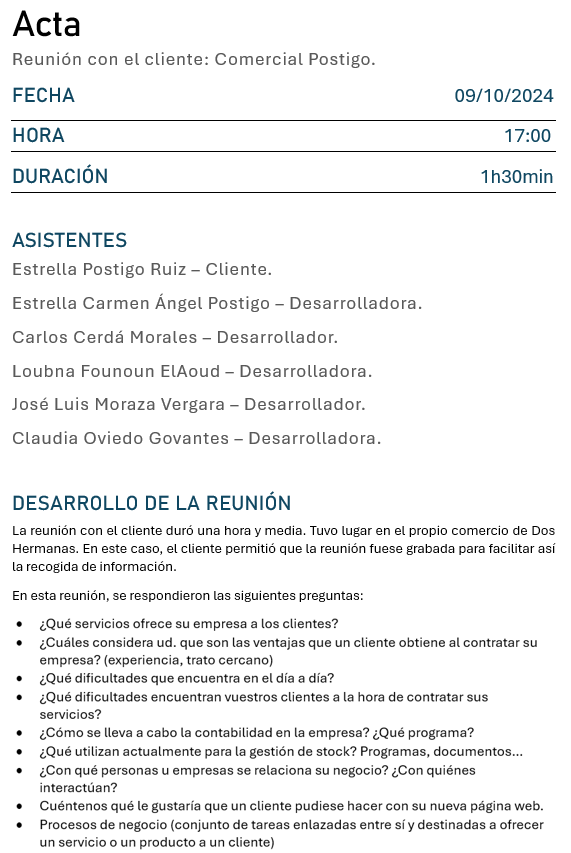 Acta
Reunión con el cliente: Comercial Postigo.
FECHA 09/10/2024
HORA 17:00
DURACIÓN 1h30min
ASISTENTES
Estrella Postigo Ruiz – Cliente.
Estrella Carmen Ángel Postigo – Desarrolladora.
Carlos Cerdá Morales – Desarrollador.
Loubna Founoun ElAoud – Desarrolladora.
José Luis Moraza Vergara – Desarrollador.
Claudia Oviedo Govantes – Desarrolladora.
DESARROLLO DE LA REUNIÓN
La reunión con el cliente duró una hora y media. Tuvo lugar en el propio comercio de Dos
Hermanas. En este caso, el cliente permitió que la reunión fuese grabada para facilitar así
la recogida de información.
En esta reunión, se respondieron las siguientes preguntas:
• ¿Qué servicios ofrece su empresa a los clientes?
• ¿Cuáles considera ud. que son las ventajas que un cliente obtiene al contratar su
empresa? (experiencia, trato cercano)
• ¿Qué dificultades que encuentra en el día a día?
• ¿Qué dificultades encuentran vuestros clientes a la hora de contratar sus
servicios?
• ¿Cómo se lleva a cabo la contabilidad en la empresa? ¿Qué programa?
• ¿Qué utilizan actualmente para la gestión de stock? Programas, documentos...
• ¿Con qué personas u empresas se relaciona su negocio? ¿Con quiénes
interactúan?
• Cuéntenos qué le gustaría que un cliente pudiese hacer con su nueva página web.
• Procesos de negocio (conjunto de tareas enlazadas entre sí y destinadas a ofrecer
un servicio o un producto a un cliente)